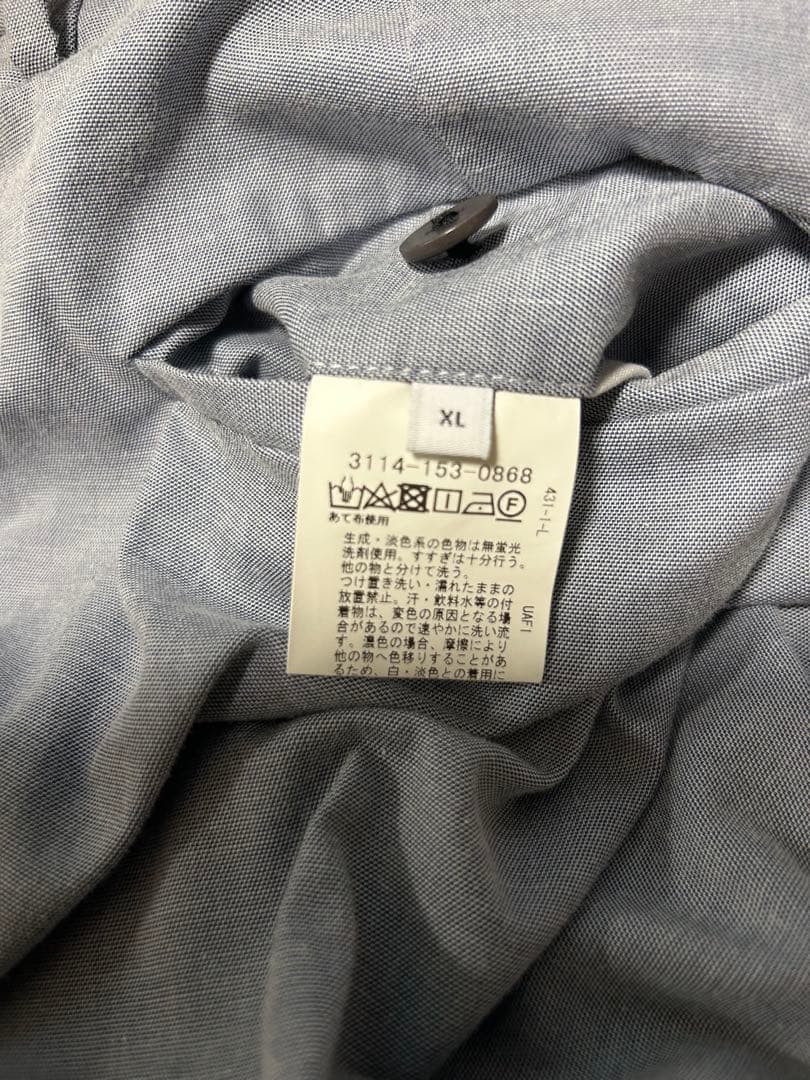 XL
3114-153-0868
F
あて布使用
生成・淡色系の色物は無蛍光
洗剤使用。すすぎは十分行う。
他の物と分けて洗う。
つけ置き洗い・濡れたままの
放置禁止。汗・飲料水等の付
着物は、変色の原因となる場
合があるので速やかに洗い流
す。濃色の場合、摩擦により
他の物へ色移りすることがあ
るため、白・淡色との着用に
431-1-L
UAF1